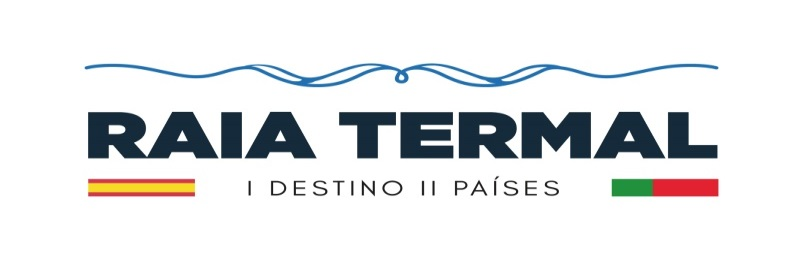 RAIA TERMAL
I DESTINO II PAÍSES